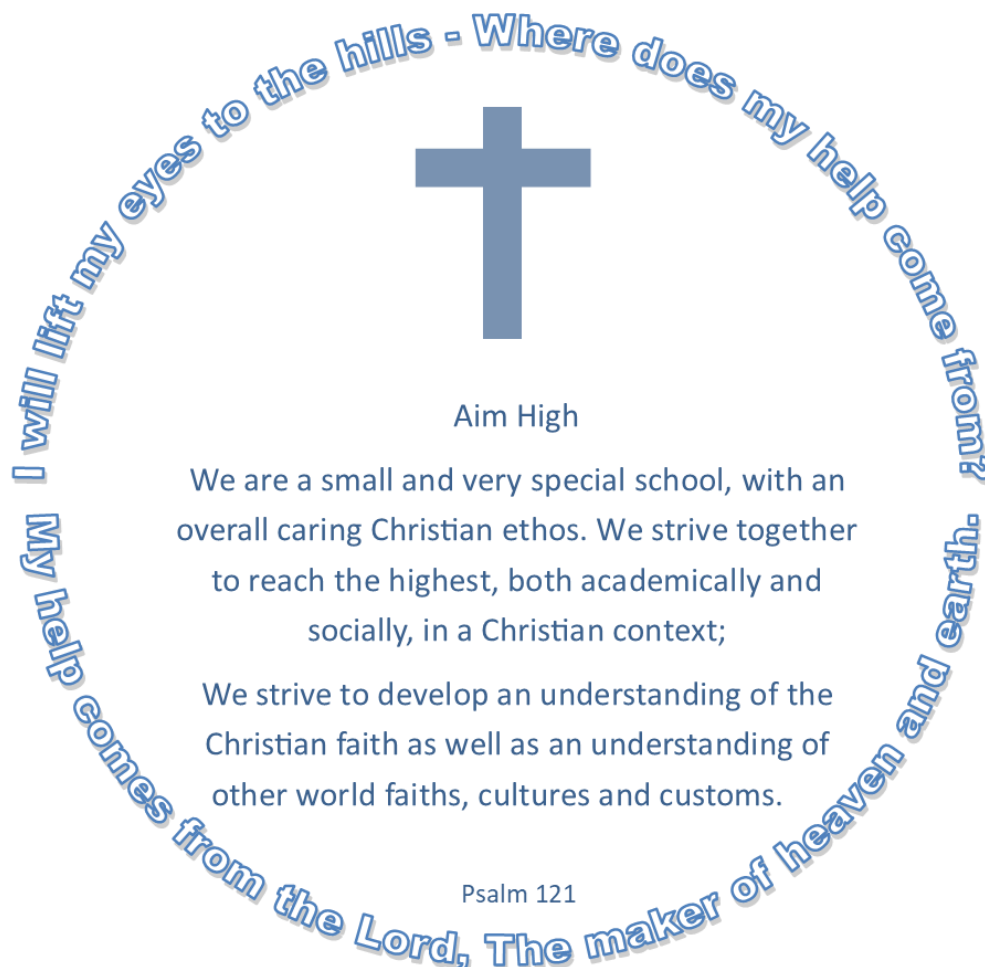 I will lift my eyes to the hills - Where does my help come from?
Aim High
We are a small and very special school, with an
overall caring Christian ethos. We strive together
to reach the highest, both academically and
socially, in a Christian context;
We strive to develop an understanding of the
Christian faith as well as an understanding of
other world faiths, cultures and customs.
Psalm 121
My help comes from the Lord, The maker of heaven and earth.